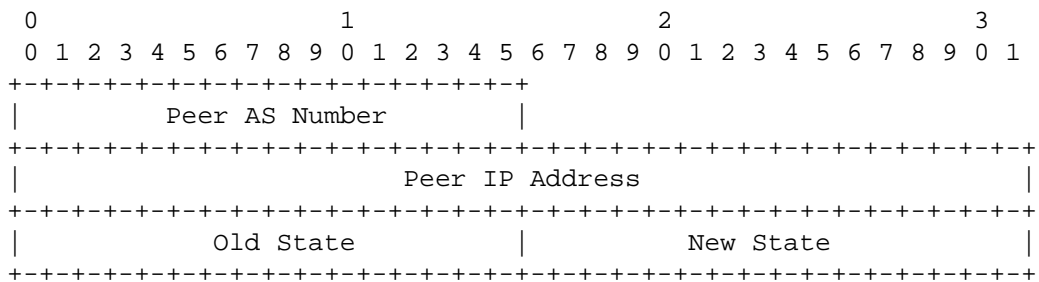 0                   1                   2                   3
 0 1 2 3 4 5 6 7 8 9 0 1 2 3 4 5 6 7 8 9 0 1 2 3 4 5 6 7 8 9 0 1
+-+-+-+-+-+-+-+-+-+-+-+-+-+-+-+-+
|         Peer AS Number        |
+-+-+-+-+-+-+-+-+-+-+-+-+-+-+-+-+-+-+-+-+-+-+-+-+-+-+-+-+-+-+-+-+
|                        Peer IP Address                        |
+-+-+-+-+-+-+-+-+-+-+-+-+-+-+-+-+-+-+-+-+-+-+-+-+-+-+-+-+-+-+-+-+
|            Old State          |          New State            |
+-+-+-+-+-+-+-+-+-+-+-+-+-+-+-+-+-+-+-+-+-+-+-+-+-+-+-+-+-+-+-+-+